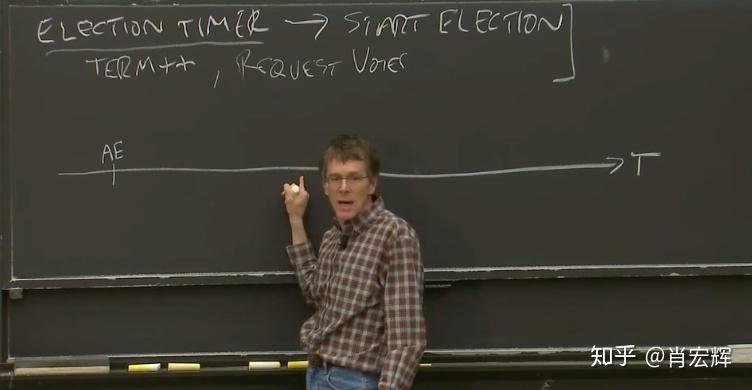 ELECTION TIMER → START ELECTION]
TERM++, REQUEST VOTES
AE
T
知乎 @肖宏辉